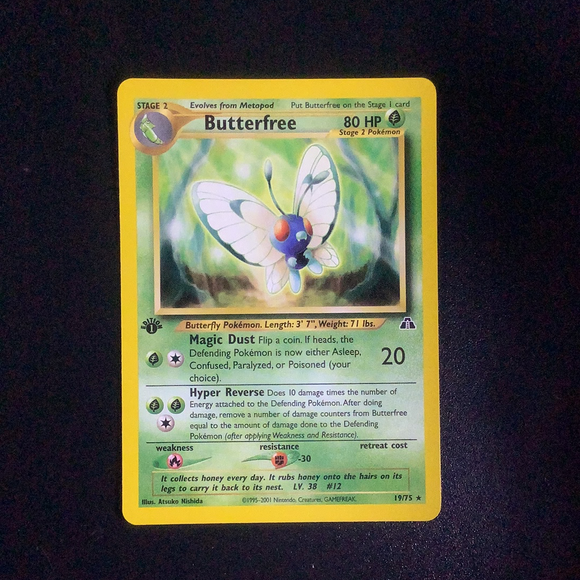 STAGE 2 Evolves from Metapod Put Butterfree on the Stage 1 card
Butterfree 80 HP
Stage 2 Pokémon
EDITION
1
Butterfly Pokémon. Length: 3' 7", Weight: 71 lbs.
Magic Dust Flip a coin. If heads, the
Defending Pokémon is now either Asleep,
Confused, Paralyzed, or Poisoned (your
choice).
20
Hyper Reverse Does 10 damage times the number of
Energy attached to the Defending Pokémon. After doing
damage, remove a number of damage counters from Butterfree
equal to the amount of damage done to the Defending
Pokémon (after applying Weakness and Resistance).
weakness resistance retreat cost
-30
It collects honey every day. It rubs honey onto the hairs on its
legs to carry it back to its nest. LV. 38 #12
Illus. Atsuko Nishida ©1995-2001 Nintendo, Creatures, GAMEFREAK. 19/75 ★